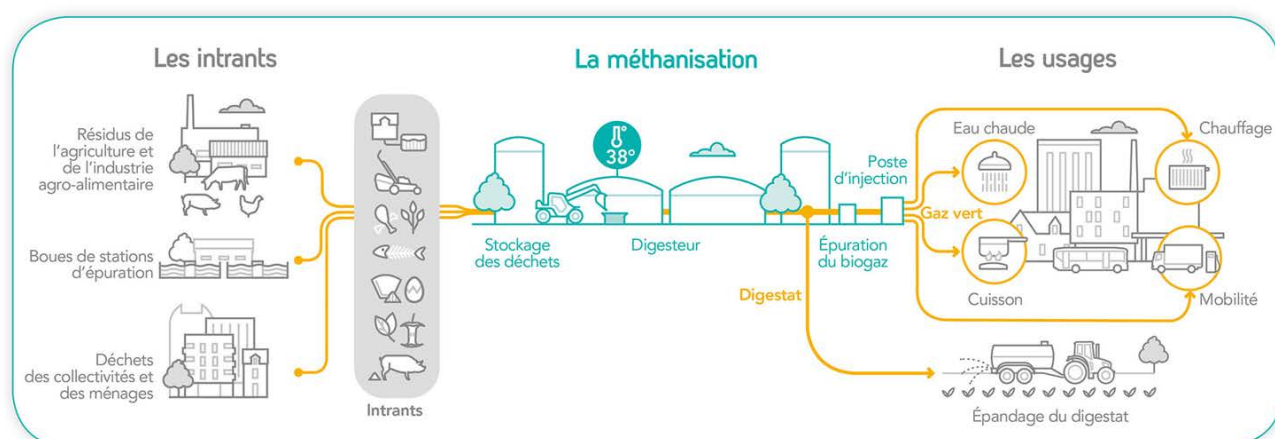 Les intrants
Résidus de
l'agriculture et
de l'industrie
agro-alimentaire
Boues de stations
d'épuration
Déchets
des collectivités et
des ménages
Intrants
La méthanisation
38°
Stockage
des déchets
Digesteur
Épuration
du biogaz
Poste
d'injection
Digestat
Les usages
Gaz vert
Eau chaude
Chauffage
Cuisson
Mobilité
Épandage du digestat